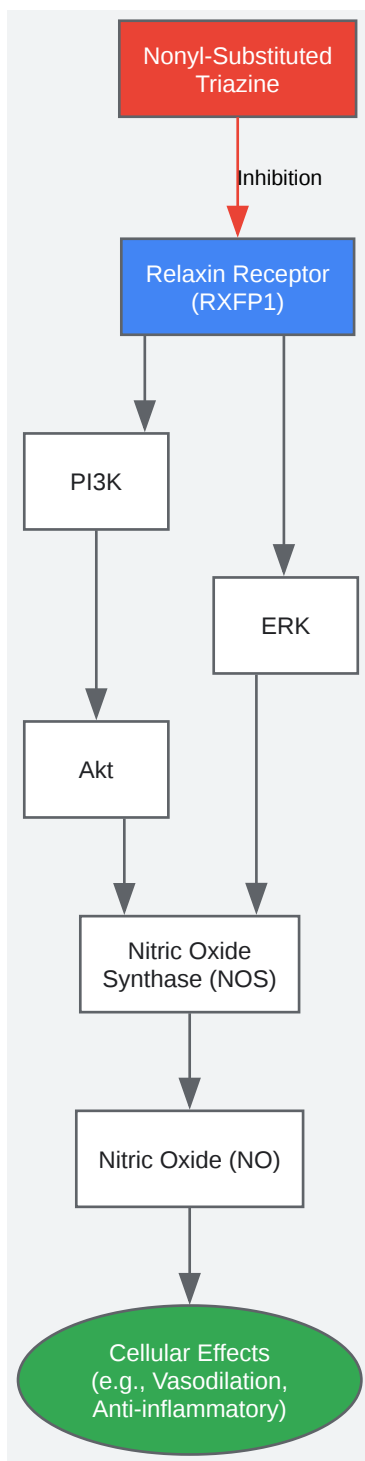 Nonyl-Substituted
Triazine
Inhibition
Relaxin Receptor
(RXFP1)
PI3K
ERK
Akt
Nitric Oxide
Synthase (NOS)
Nitric Oxide (NO)
Cellular Effects
(e.g., Vasodilation,
Anti-inflammatory)